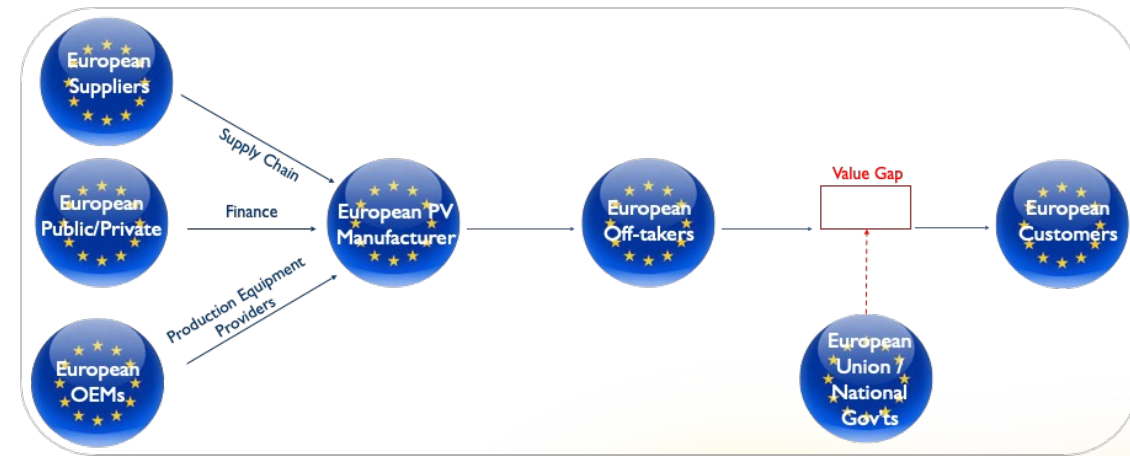 European
Suppliers
Supply Chain
European
Public/Private
Finance
European PV
Manufacturer
European
Off-takers
Value Gap
European
Customers
Production Equipment
Providers
European
OEMs
European
Union /
National
Gov'ts